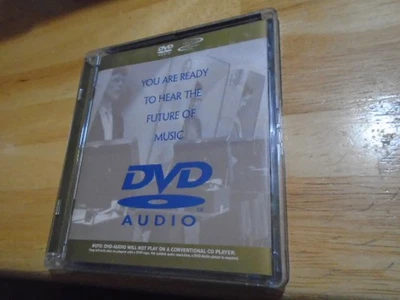 DVD
YOU ARE READY
TO HEAR THE
FUTURE OF
MUSIC.
DVD
AUDIO
NOTE: DVD-AUDIO WILL NOT PLAY ON A CONVENTIONAL CD PLAYER.